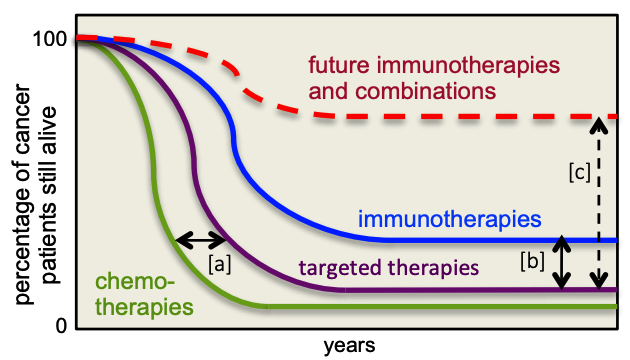 100
percentage of cancer
patients still alive
future immunotherapies
and combinations
[c]
immunotherapies
[b]
[a]
targeted therapies
chemo-
therapies
0
years